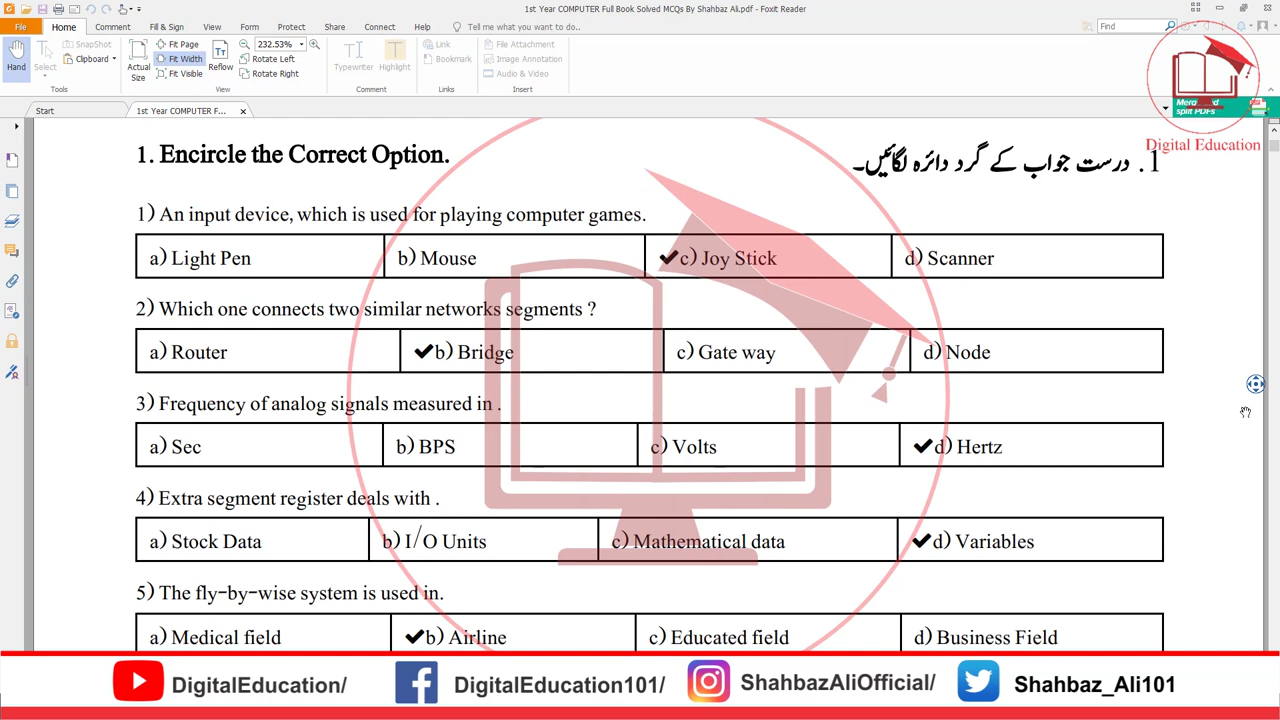 1st Year COMPUTER Full Book Solved MCQs By Shahbaz Ali.pdf - Foxit Reader
File Home Comment View Form Protect Share Connect Help Tell me what you want to do.. Find
Hand Select SnapShot Clipboard Actual Size Fit Page Fit Width Fit Visible Reflow 232.53% Rotate Left Rotate Right Typewriter Highlight Link Bookmark File Attachment Image Annotation Audio & Video
Tools View Comment Links Insert
Start 1st Year COMPUTER F...
split PDFs
Digital Education
1. Encircle the Correct Option.
1. درست جواب کے گرد دائرہ لگائیں۔
1) An input device, which is used for playing computer games.
a) Light Pen b) Mouse ✔c) Joy Stick d) Scanner
2) Which one connects two similar networks segments ?
a) Router ✔b) Bridge c) Gate way d) Node
3) Frequency of analog signals measured in .
a) Sec b) BPS c) Volts ✔d) Hertz
4) Extra segment register deals with .
a) Stock Data b) I/O Units c) Mathematical data ✔d) Variables
5) The fly-by-wise system is used in.
a) Medical field ✔b) Airline c) Educated field d) Business Field
DigitalEducation/ DigitalEducation101/ ShahbazAliOfficial/ Shahbaz_Ali101